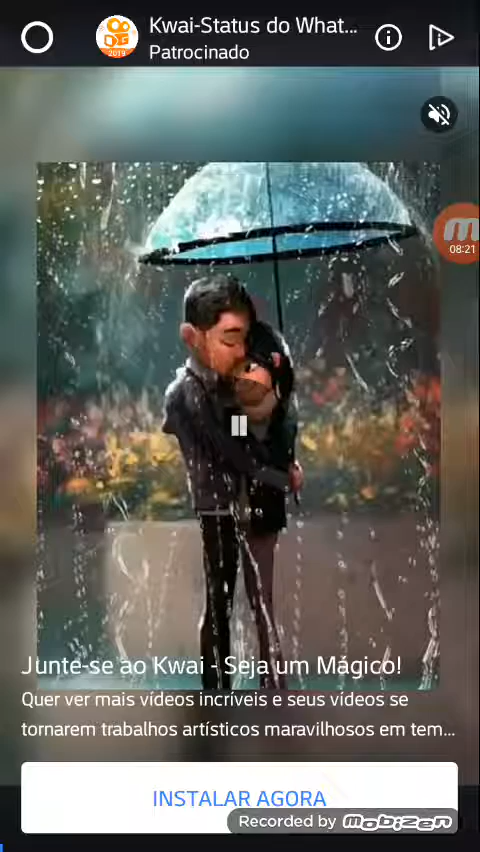 Kwai-Status do What...
Patrocinado
2019
08:21
Junte-se ao Kwai - Seja um Mágico!
Quer ver mais vídeos incríveis e seus vídeos se
tornarem trabalhos artísticos maravilhosos em tem...
INSTALAR AGORA
Recorded by mobizen